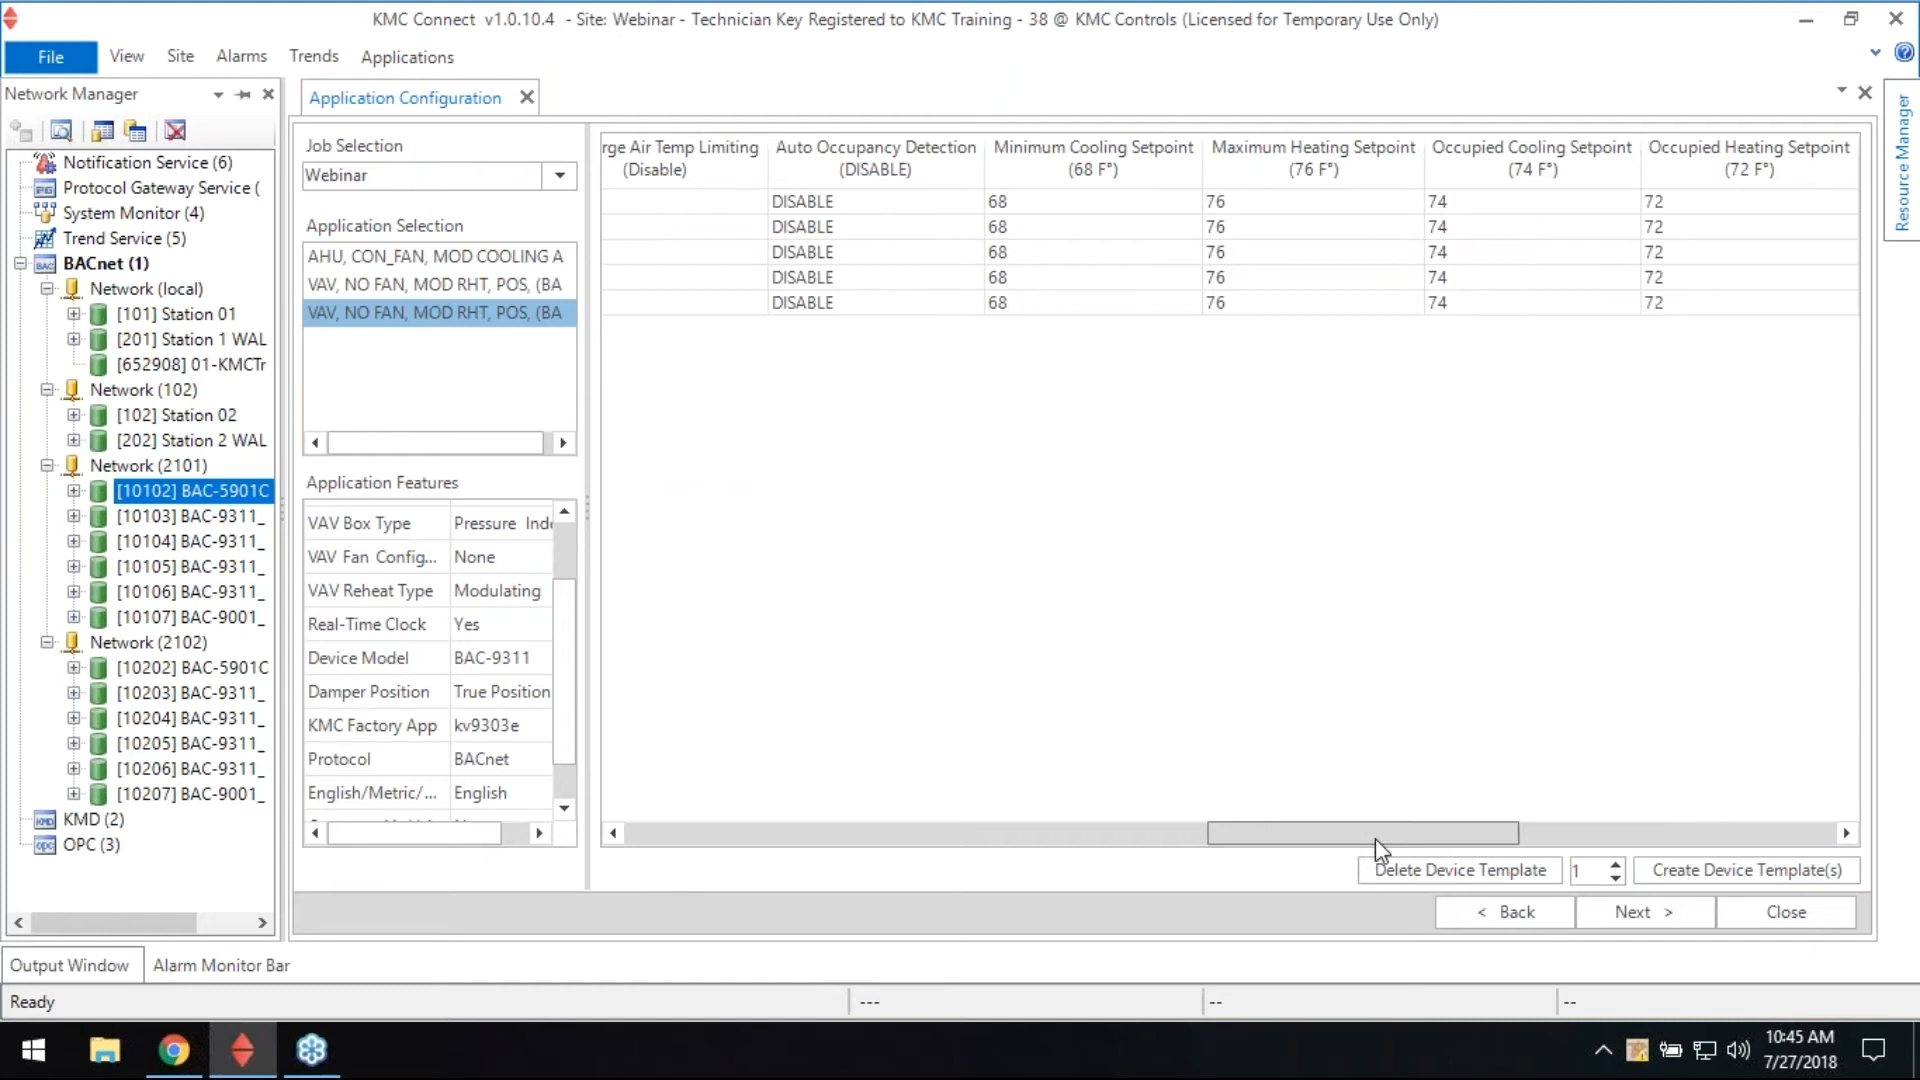 KMC Connect v1.0.10.4 - Site: Webinar - Technician Key Registered to KMC Training - 38 @ KMC Controls (Licensed for Temporary Use Only)
File View Site Alarms Trends Applications
Network Manager
Notification Service (6)
Protocol Gateway Service (
System Monitor (4)
Trend Service (5)
BACnet (1)
Network (local)
[101] Station 01
[201] Station 1 WAL
[652908] 01-KMCTr
Network (102)
[102] Station 02
[202] Station 2 WAL
Network (2101)
[10102] BAC-5901C
[10103] BAC-9311_
[10104] BAC-9311_
[10105] BAC-9311_
[10106] BAC-9311_
[10107] BAC-9001_
Network (2102)
[10202] BAC-5901C
[10203] BAC-9311_
[10204] BAC-9311_
[10205] BAC-9311_
[10206] BAC-9311_
[10207] BAC-9001_
KMD (2)
OPC (3)
Application Configuration
Job Selection
Webinar
Application Selection
AHU, CON_FAN, MOD COOLING A
VAV, NO FAN, MOD RHT, POS, (BA
VAV, NO FAN, MOD RHT, POS, (BA
Application Features
VAV Box Type Pressure Inde
VAV Fan Config... None
VAV Reheat Type Modulating
Real-Time Clock Yes
Device Model BAC-9311
Damper Position True Position
KMC Factory App kv9303e
Protocol BACnet
English/Metric/... English
rge Air Temp Limiting Auto Occupancy Detection Minimum Cooling Setpoint Maximum Heating Setpoint Occupied Cooling Setpoint Occupied Heating Setpoint
(Disable) (DISABLE) (68 F°) (76 F°) (74 F°) (72 F°)
DISABLE 68 76 74 72
DISABLE 68 76 74 72
DISABLE 68 76 74 72
DISABLE 68 76 74 72
DISABLE 68 76 74 72
Delete Device Template 1 Create Device Template(s)
< Back Next > Close
Resource Manager
Output Window Alarm Monitor Bar
Ready --- -- --
10:45 AM
7/27/2018